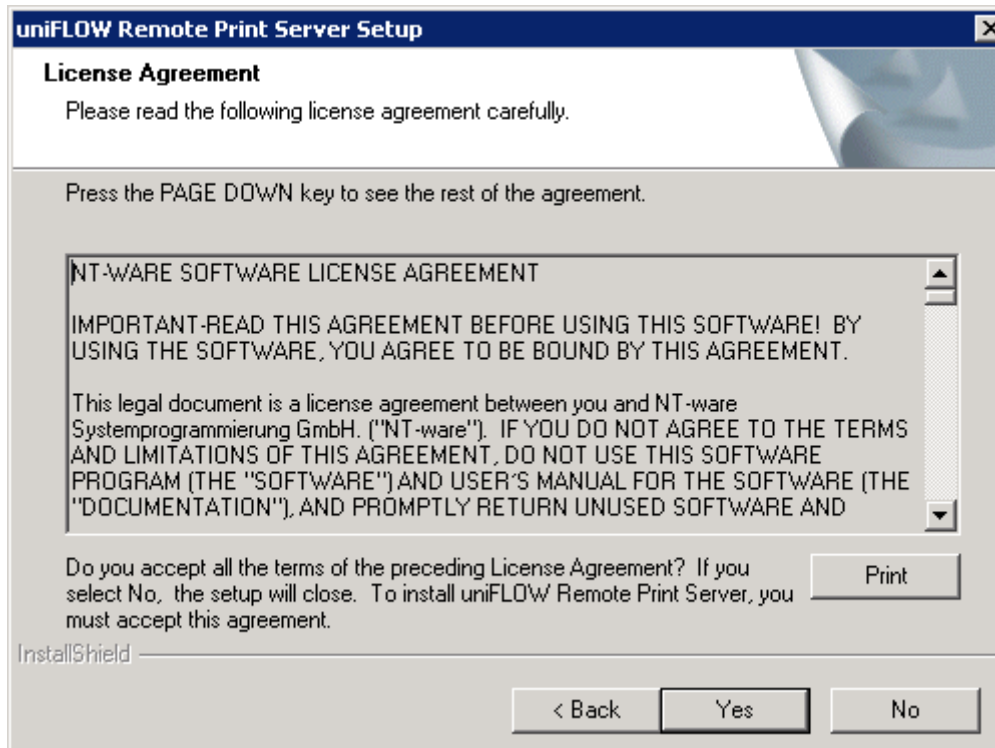 uniFLOW Remote Print Server Setup
License Agreement
Please read the following license agreement carefully.
Press the PAGE DOWN key to see the rest of the agreement.
NT-WARE SOFTWARE LICENSE AGREEMENT
IMPORTANT-READ THIS AGREEMENT BEFORE USING THIS SOFTWARE!  BY
USING THE SOFTWARE, YOU AGREE TO BE BOUND BY THIS AGREEMENT.
This legal document is a license agreement between you and NT-ware
Systemprogrammierung GmbH. ("NT-ware").  IF YOU DO NOT AGREE TO THE TERMS
AND LIMITATIONS OF THIS AGREEMENT, DO NOT USE THIS SOFTWARE
PROGRAM (THE "SOFTWARE") AND USER'S MANUAL FOR THE SOFTWARE (THE
"DOCUMENTATION"), AND PROMPTLY RETURN UNUSED SOFTWARE AND
Do you accept all the terms of the preceding License Agreement?  If you
select No,  the setup will close.  To install uniFLOW Remote Print Server, you
must accept this agreement.
Print
InstallShield
< Back
Yes
No